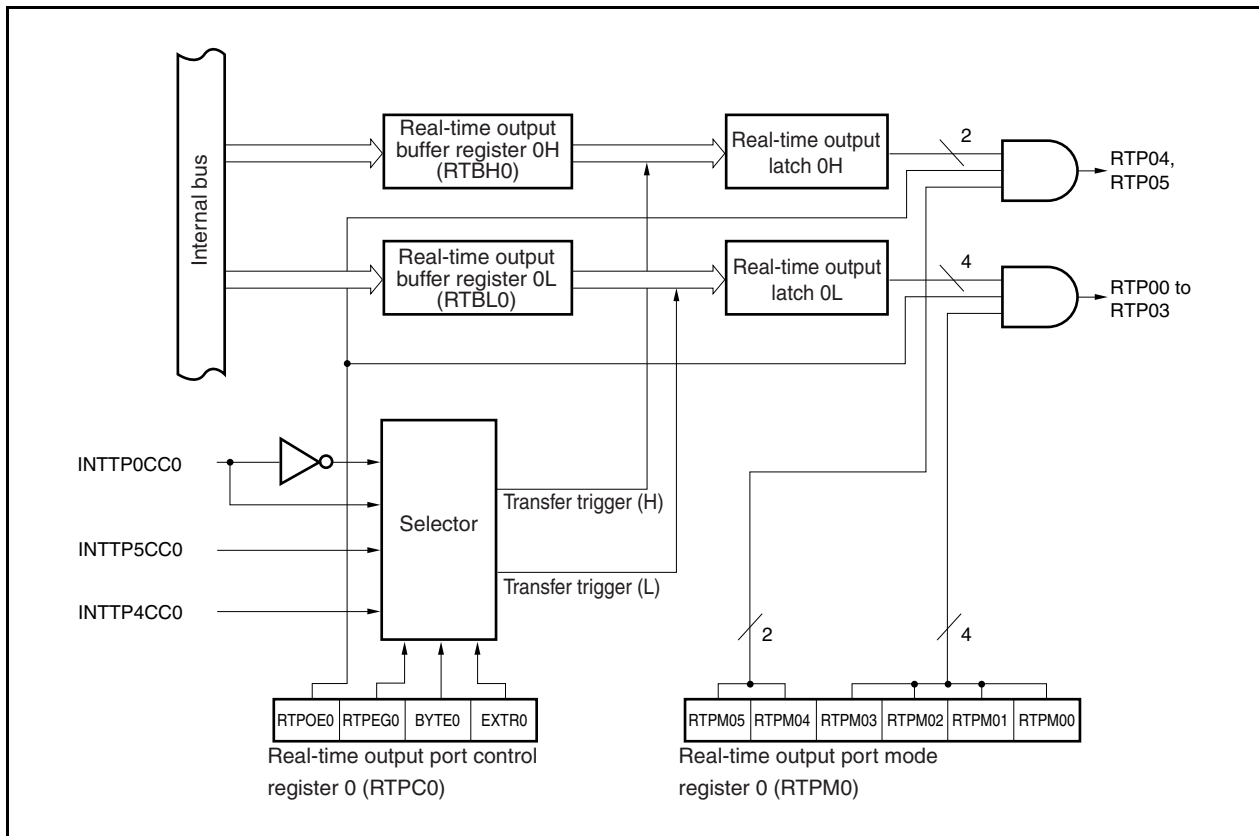 Internal bus
Real-time output
buffer register 0H
(RTBH0)
Real-time output
latch 0H
2
RTP04,
RTP05
Real-time output
buffer register 0L
(RTBL0)
Real-time output
latch 0L
4
RTP00 to
RTP03
INTTP0CC0
INTTP5CC0
INTTP4CC0
Selector
Transfer trigger (H)
Transfer trigger (L)
2
4
RTPOE0 RTPEG0 BYTE0 EXTR0
Real-time output port control
register 0 (RTPC0)
RTPM05 RTPM04 RTPM03 RTPM02 RTPM01 RTPM00
Real-time output port mode
register 0 (RTPM0)